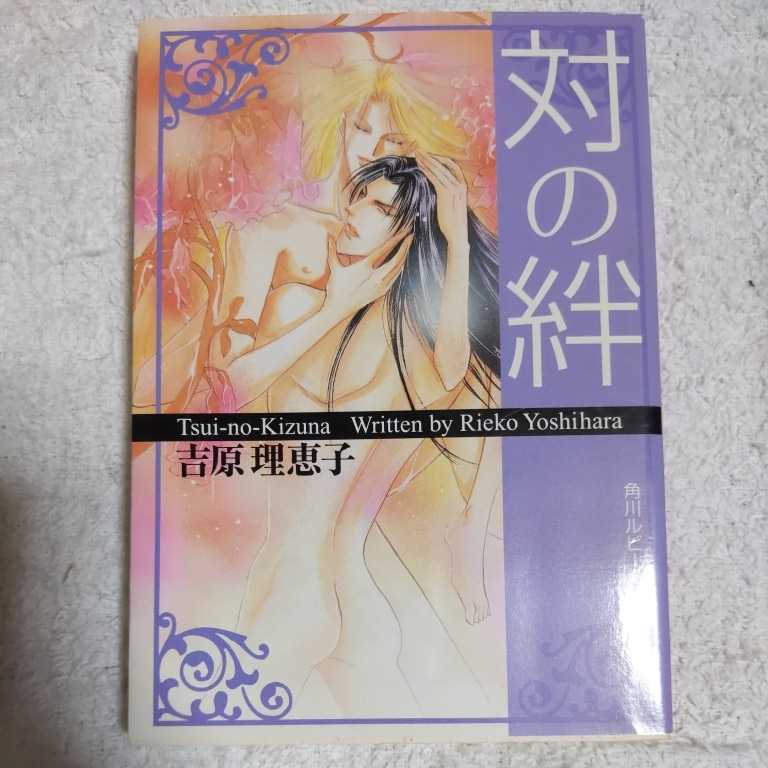 対の絆
Tsui-no-Kizuna Written by Rieko Yoshihara
吉原理恵子
角川ルビー